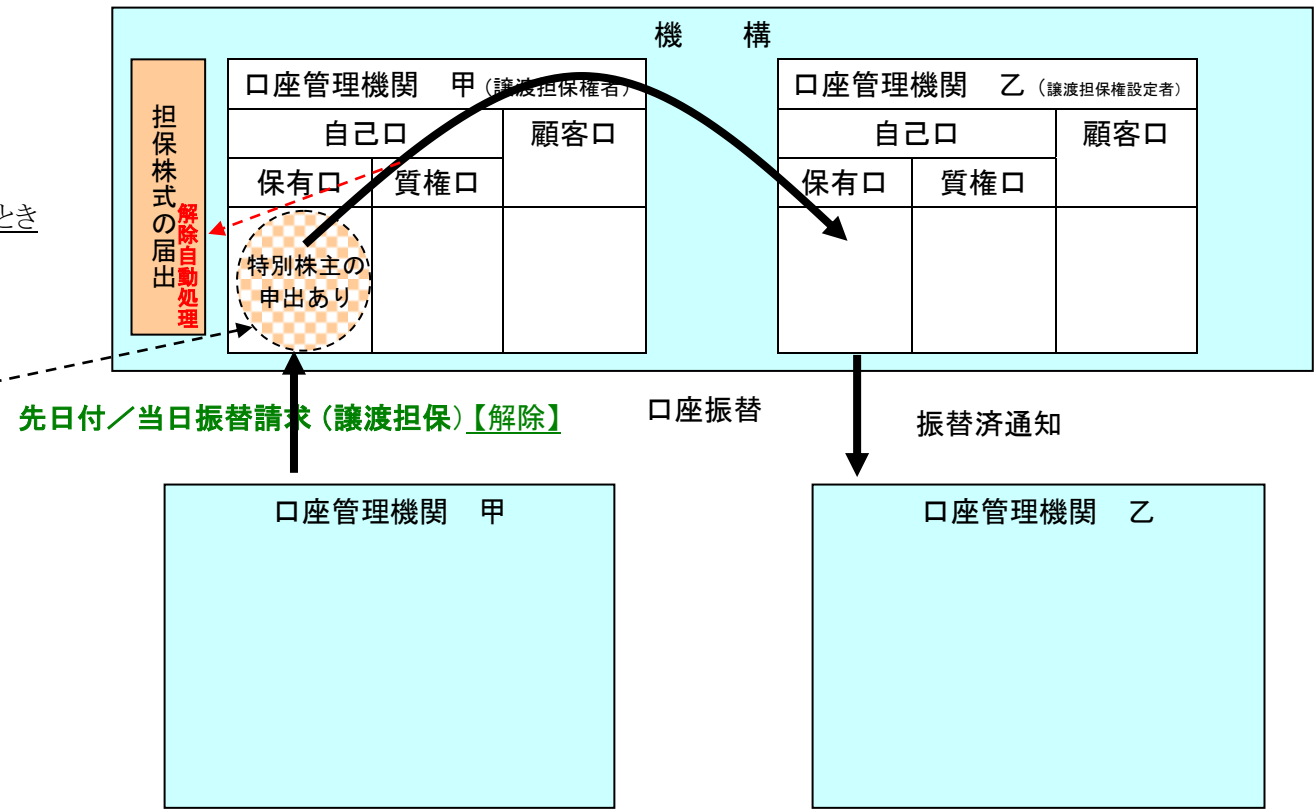 機　構
担保株式の届出
解除自動処理
口座管理機関　甲（譲渡担保権者）
自己口
顧客口
保有口
質権口
特別株主の
申出あり
口座管理機関　乙（譲渡担保権設定者）
自己口
顧客口
保有口
質権口
とき
先日付／当日振替請求（譲渡担保）【解除】
口座振替
振替済通知
口座管理機関　甲
口座管理機関　乙